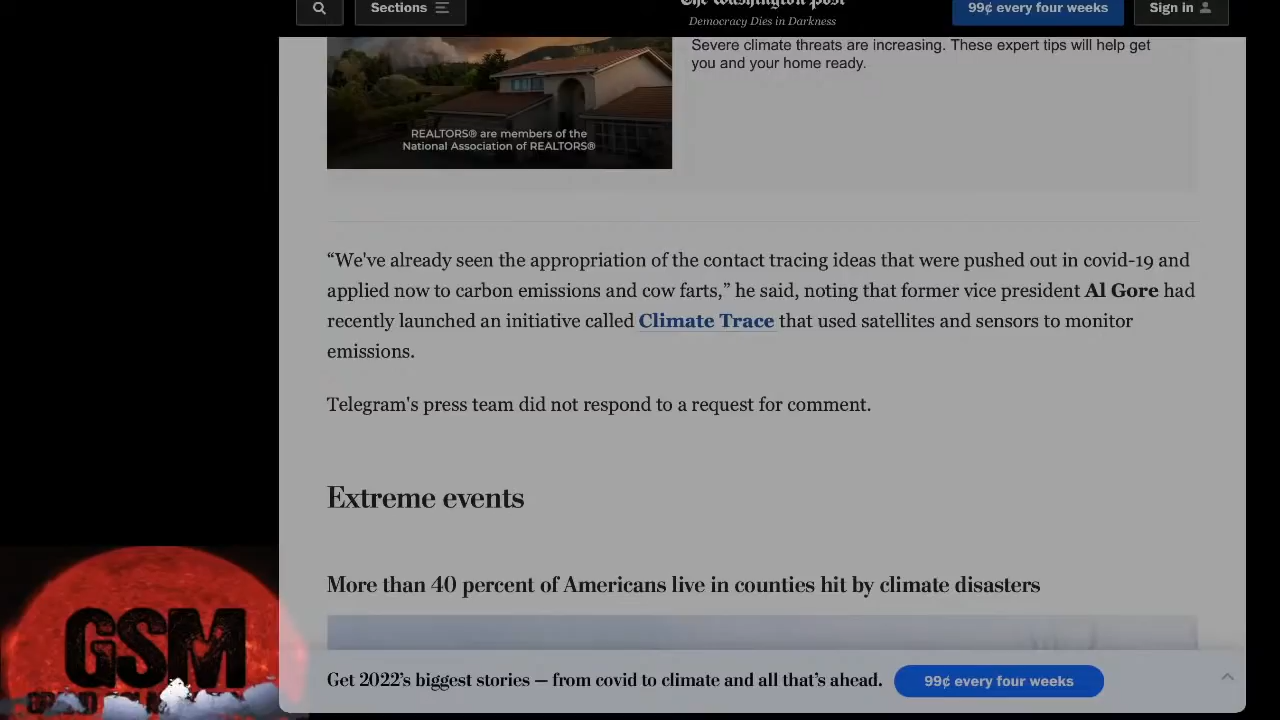 Sections
The Washington Post
99¢ every four weeks
Sign in
Democracy Dies in Darkness
Severe climate threats are increasing. These expert tips will help get
you and your home ready.
REALTORS® are members of the
National Association of REALTORS®
“We've already seen the appropriation of the contact tracing ideas that were pushed out in covid-19 and
applied now to carbon emissions and cow farts,” he said, noting that former vice president Al Gore had
recently launched an initiative called Climate Trace that used satellites and sensors to monitor
emissions.
Telegram's press team did not respond to a request for comment.
Extreme events
More than 40 percent of Americans live in counties hit by climate disasters
GSM
Get 2022’s biggest stories — from covid to climate and all that’s ahead.
99¢ every four weeks